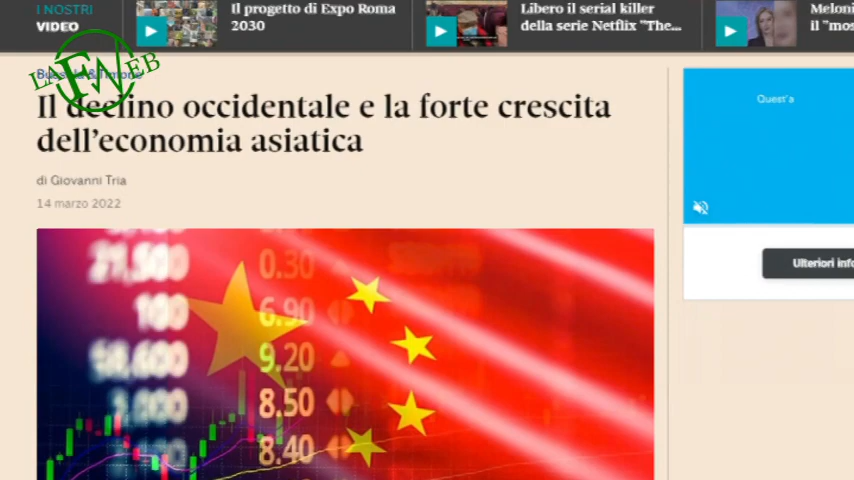 I NOSTRI
VIDEO
Il progetto di Expo Roma
2030
Libero il serial killer
della serie Netflix "The...
Meloni
il "mos
LA FWEB
Il declino occidentale e la forte crescita
dell'economia asiatica
di Giovanni Tria
14 marzo 2022
Quest'a
Ulteriori info
21,500
0.30
100
6.90
9.20
8.50
8.40